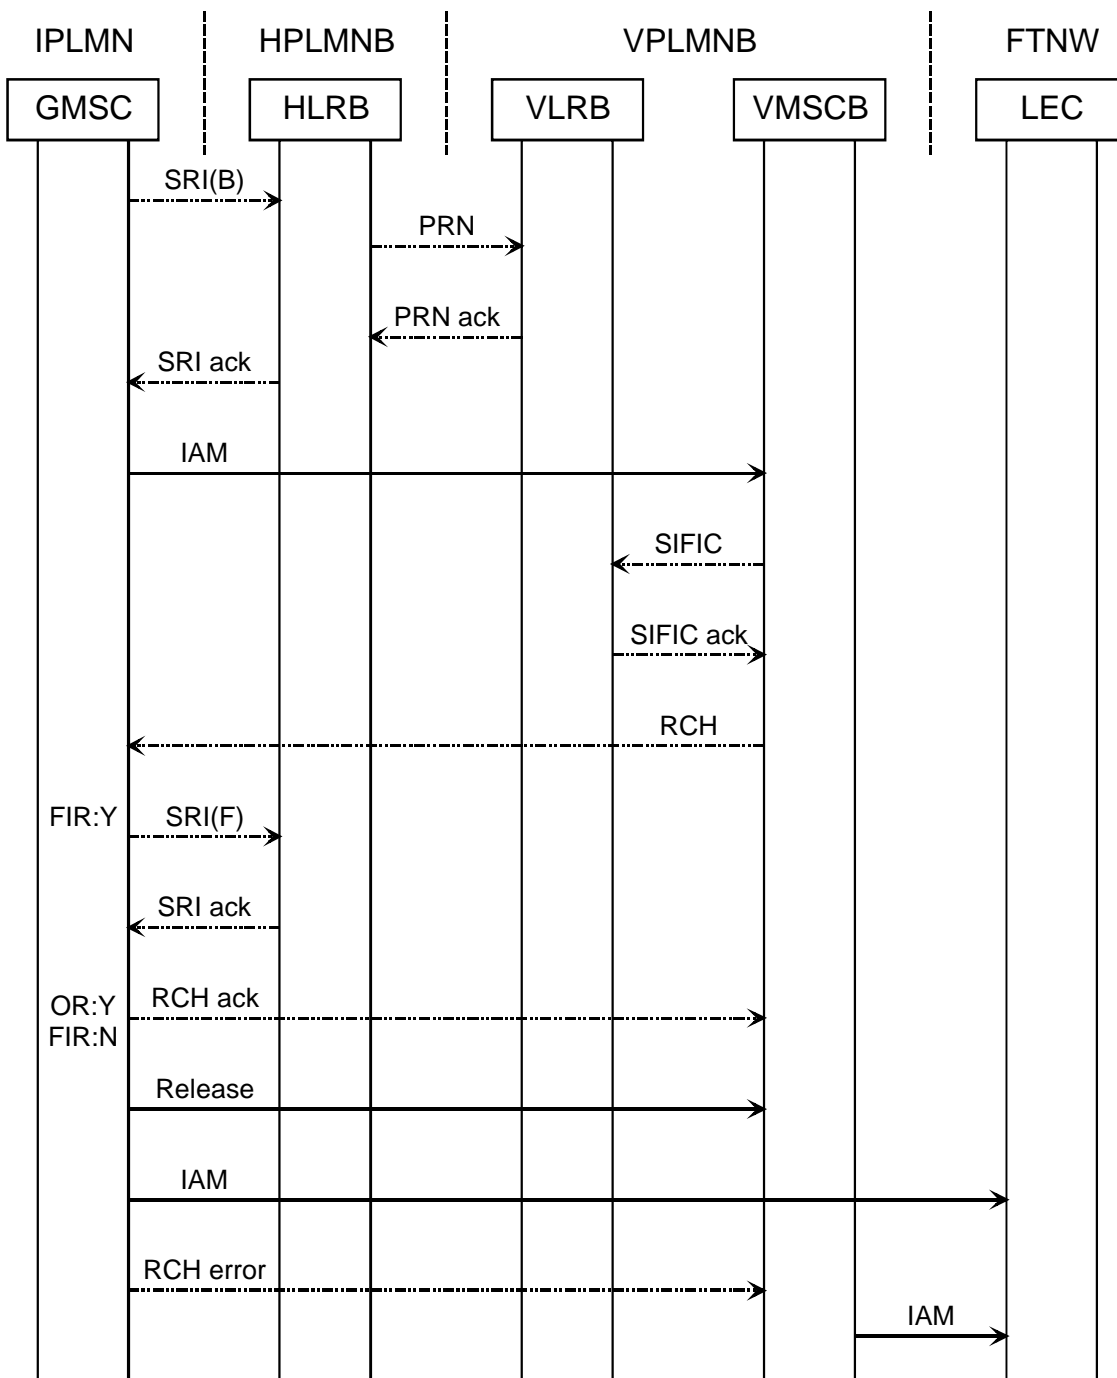 IPLMN HPLMNB VPLMNB FTNW
GMSC HLRB VLRB VMSCB LEC
SRI(B)
PRN
PRN ack
SRI ack
IAM
SIFIC
SIFIC ack
RCH
FIR:Y SRI(F)
SRI ack
OR:Y RCH ack
FIR:N
Release
IAM
RCH error
IAM